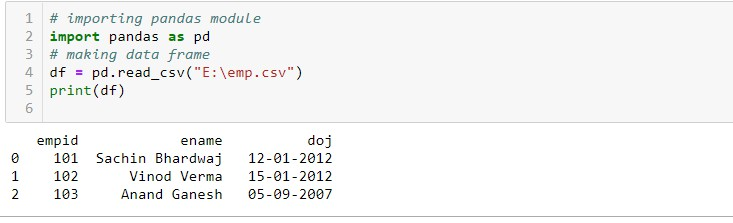 1 # importing pandas module
2 import pandas as pd
3 # making data frame
4 df = pd.read_csv("E:\emp.csv")
5 print(df)
6
empid ename doj
0 101 Sachin Bhardwaj 12-01-2012
1 102 Vinod Verma 15-01-2012
2 103 Anand Ganesh 05-09-2007